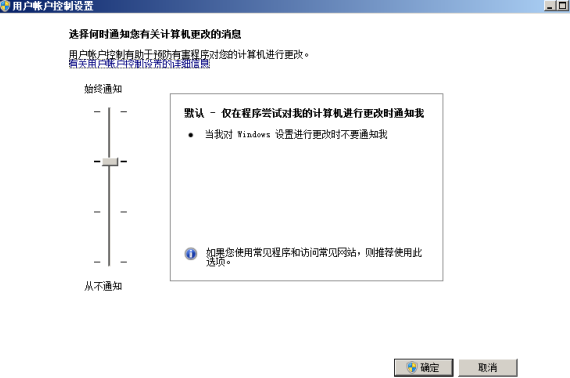 用户帐户控制设置
选择何时通知您有关计算机更改的消息
用户帐户控制有助于预防有害程序对您的计算机进行更改。
有关用户帐户控制设置的详细信息
始终通知
默认 - 仅在程序尝试对我的计算机进行更改时通知我
● 当我对 Windows 设置进行更改时不要通知我
如果您使用常见程序和访问常见网站，则推荐使用此
选项。
从不通知
确定
取消